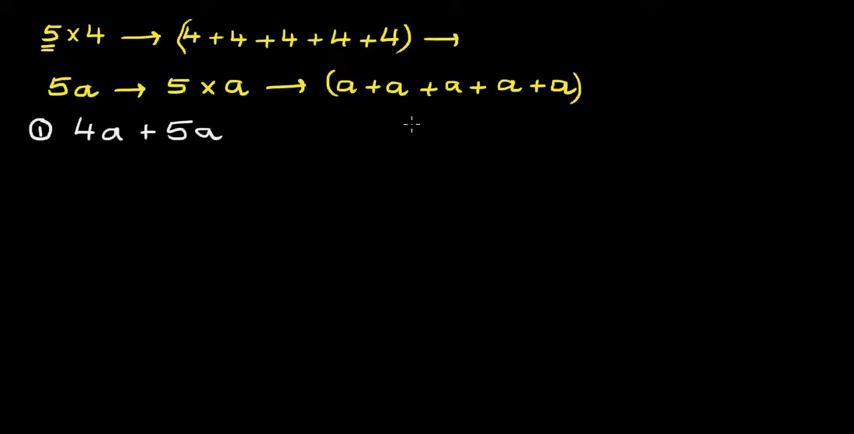 5 × 4 → (4 + 4 + 4 + 4 + 4) →
5a → 5 × a → (a + a + a + a + a)
① 4a + 5a